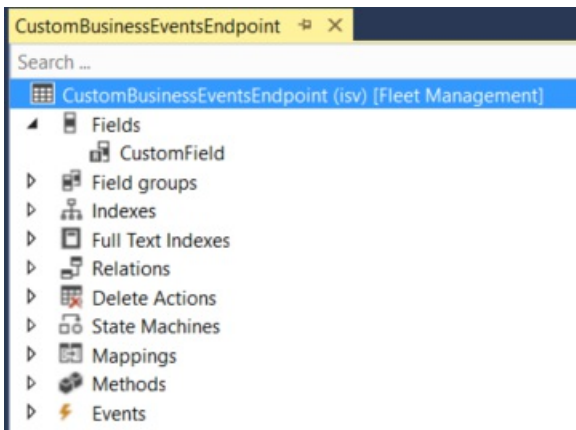 CustomBusinessEventsEndpoint
Search ...
CustomBusinessEventsEndpoint (isv) [Fleet Management]
Fields
CustomField
Field groups
Indexes
Full Text Indexes
Relations
Delete Actions
State Machines
Mappings
Methods
Events